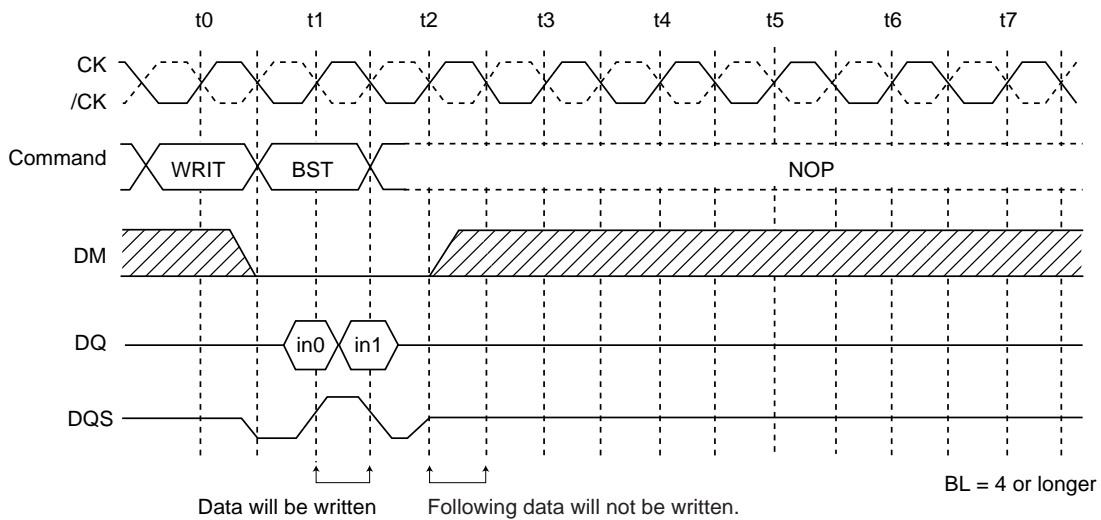 t0 t1 t2 t3 t4 t5 t6 t7
CK
/CK
Command WRIT BST NOP
DM
DQ in0 in1
DQS
BL = 4 or longer
Data will be written Following data will not be written.